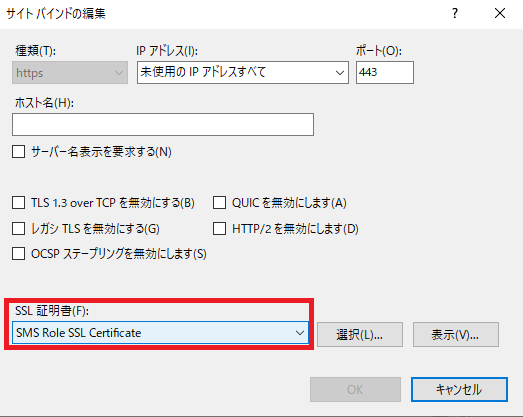 サイト バインドの編集
? ×
種類(T):
IP アドレス(I):
ポート(O):
https
未使用の IP アドレスすべて
443
ホスト名(H):
サーバー名表示を要求する(N)
TLS 1.3 over TCP を無効にする(B)
QUIC を無効にします(A)
レガシ TLS を無効にする(G)
HTTP/2 を無効にします(D)
OCSP ステープリングを無効にします(S)
SSL 証明書(F):
SMS Role SSL Certificate
選択(L)...
表示(V)...
OK
キャンセル